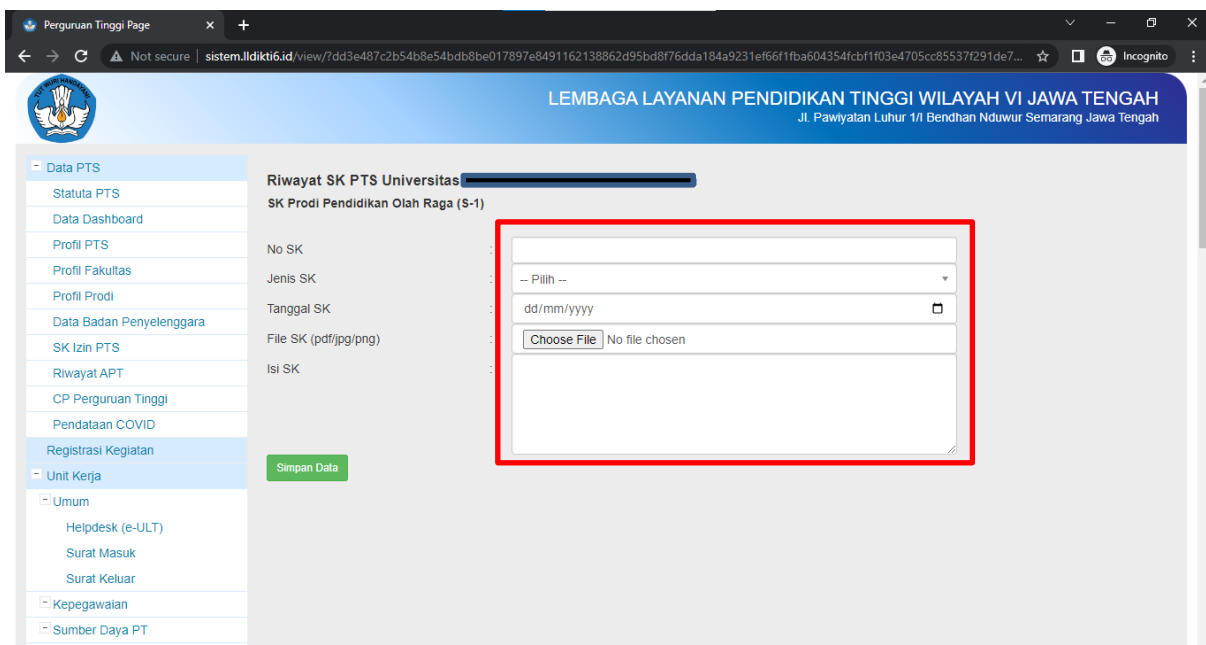 Perguruan Tinggi Page
Not secure | sistem.lldikti6.id/view/?dd3e487c2b54b8e54bdb8be017897e8491162138862d95bd8f76dda184a9231ef66f1fba604354fcbf1f03e4705cc85537f291de7...
Incognito
LEMBAGA LAYANAN PENDIDIKAN TINGGI WILAYAH VI JAWA TENGAH
Jl. Pawiyatan Luhur 1/I Bendhan Nduwur Semarang Jawa Tengah
Data PTS
Statuta PTS
Data Dashboard
Profil PTS
Profil Fakultas
Profil Prodi
Data Badan Penyelenggara
SK Izin PTS
Riwayat APT
CP Perguruan Tinggi
Pendataan COVID
Registrasi Kegiatan
Unit Kerja
Umum
Helpdesk (e-ULT)
Surat Masuk
Surat Keluar
Kepegawaian
Sumber Daya PT
Riwayat SK PTS Universitas
SK Prodi Pendidikan Olah Raga (S-1)
No SK :
Jenis SK : -- Pilih --
Tanggal SK : dd/mm/yyyy
File SK (pdf/jpg/png) : Choose File No file chosen
Isi SK :
Simpan Data